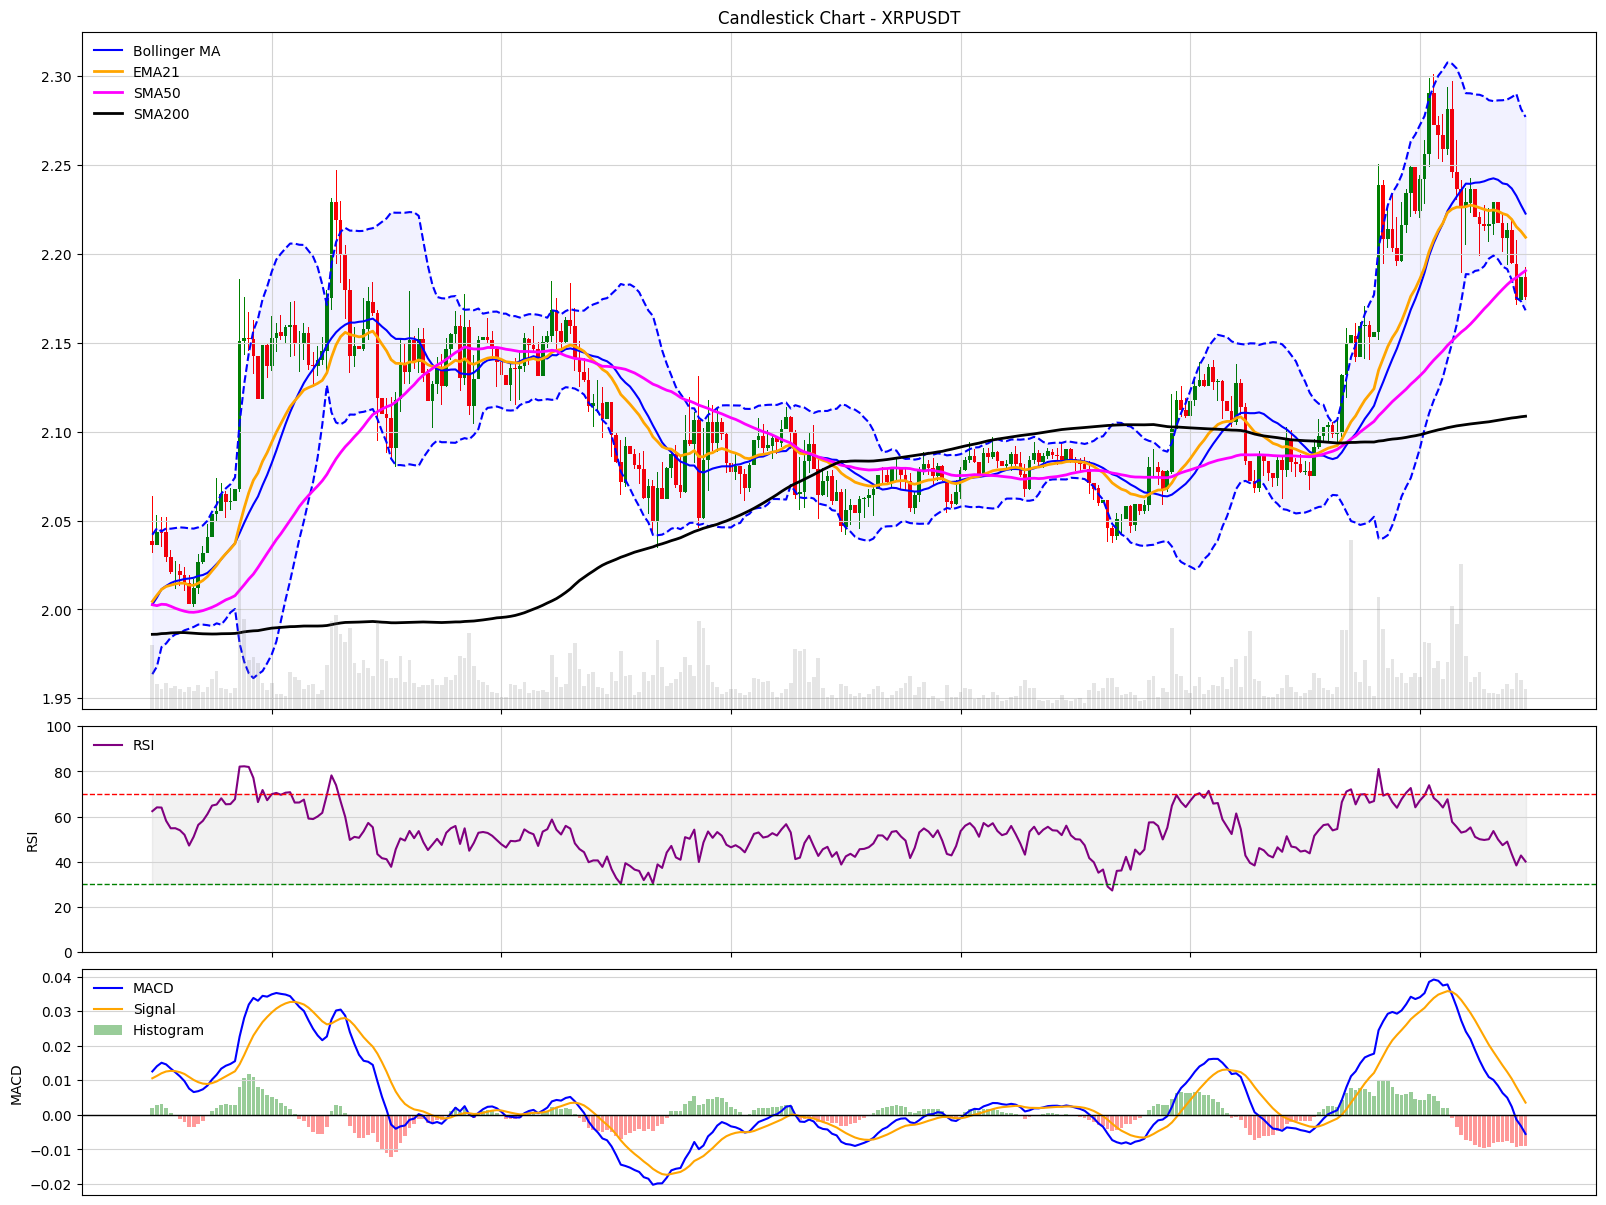 Candlestick Chart - XRPUSDT
Bollinger MA
EMA21
SMA50
SMA200
2.30
2.25
2.20
2.15
2.10
2.05
2.00
1.95
RSI
100
80
60
40
20
0
RSI
MACD
Signal
Histogram
0.04
0.03
0.02
0.01
0.00
−0.01
−0.02
MACD